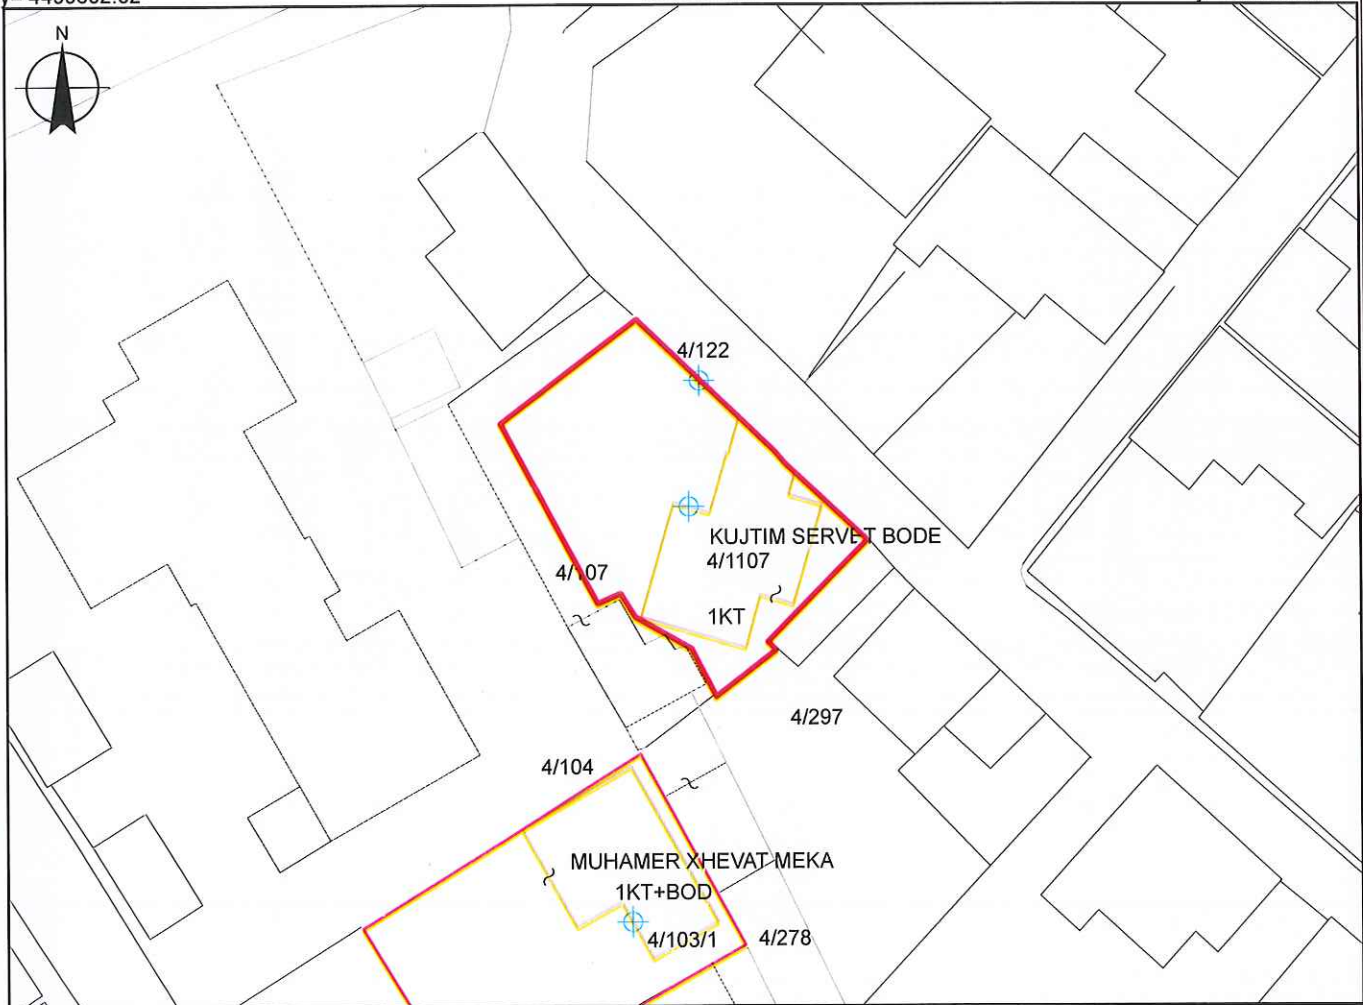 N
4/122
KUJTIM SERVET BODE
4/1107
4/107
1KT
4/297
4/104
MUHAMER XHEVAT MEKA
1KT+BOD
4/103/1
4/278